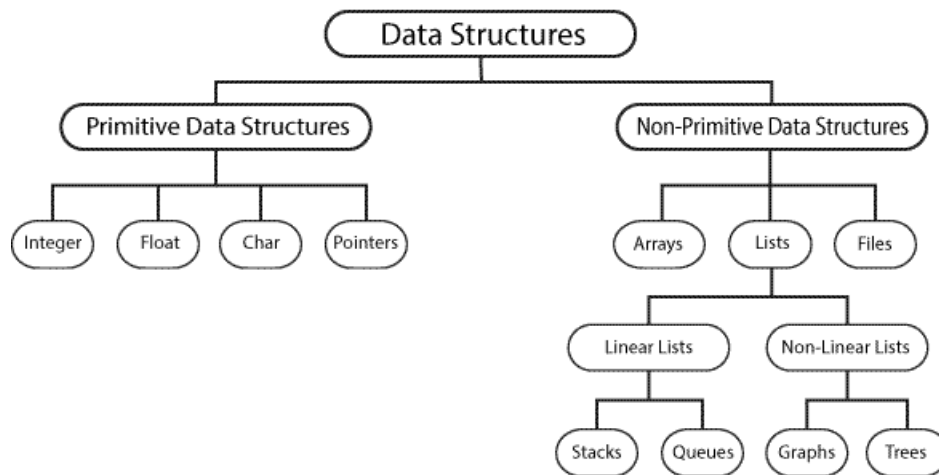 Data Structures
Primitive Data Structures
Non-Primitive Data Structures
Integer
Float
Char
Pointers
Arrays
Lists
Files
Linear Lists
Non-Linear Lists
Stacks
Queues
Graphs
Trees